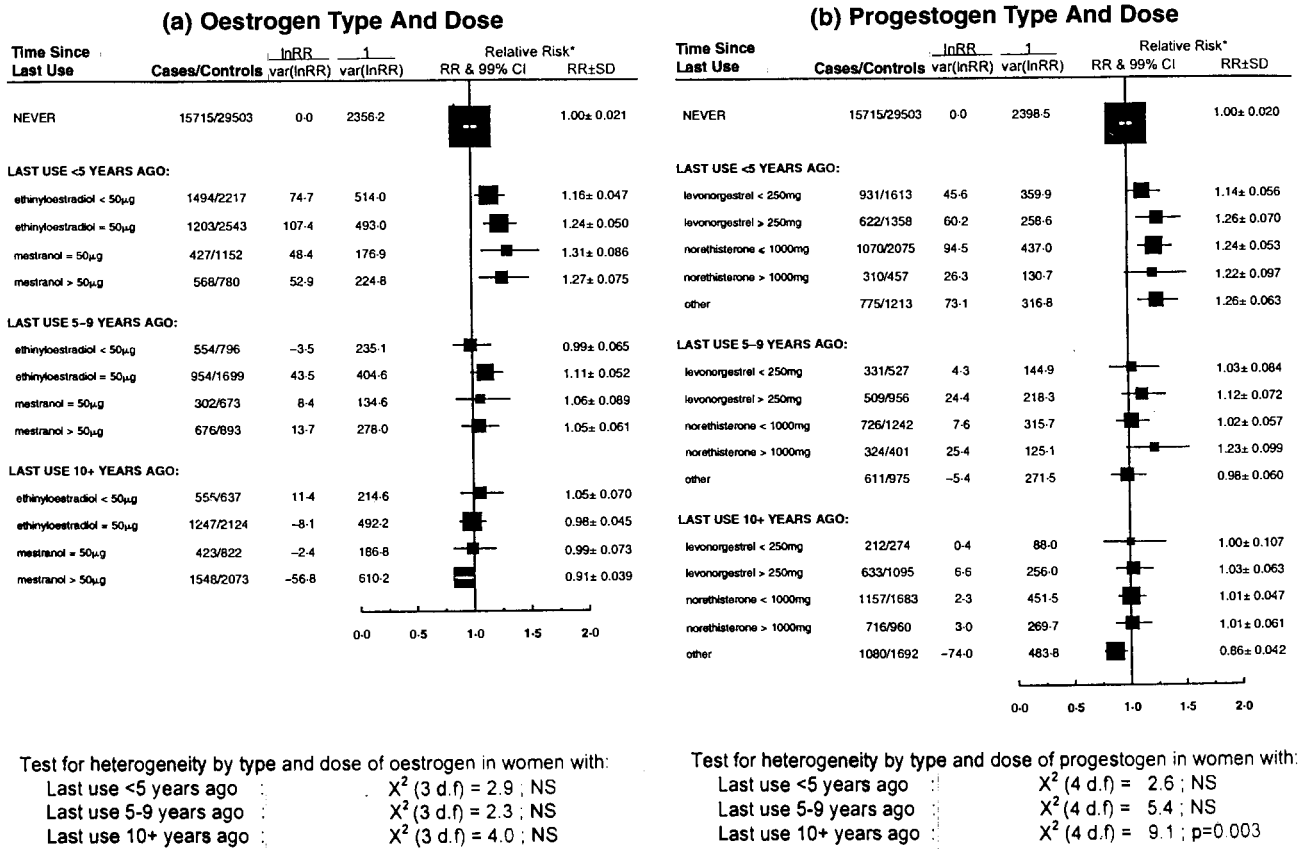 (a) Oestrogen Type And Dose
Time Since Last Use Cases/Controls lnRR var(lnRR) 1 var(lnRR) Relative Risk* RR & 99% CI RR±SD
NEVER 15715/29503 0·0 2356·2 1.00± 0.021
LAST USE <5 YEARS AGO:
ethinyloestradiol < 50µg 1494/2217 74·7 514·0 1.16± 0.047
ethinyloestradiol = 50µg 1203/2543 107·4 493·0 1.24± 0.050
mestranol = 50µg 427/1152 48·4 176·9 1.31± 0.086
mestranol > 50µg 568/780 52·9 224·8 1.27± 0.075
LAST USE 5–9 YEARS AGO:
ethinyloestradiol < 50µg 554/796 –3·5 235·1 0.99± 0.065
ethinyloestradiol = 50µg 954/1699 43·5 404·6 1.11± 0.052
mestranol = 50µg 302/673 8·4 134·6 1.06± 0.089
mestranol > 50µg 676/893 13·7 278·0 1.05± 0.061
LAST USE 10+ YEARS AGO:
ethinyloestradiol < 50µg 555/637 11·4 214·6 1.05± 0.070
ethinyloestradiol = 50µg 1247/2124 –8·1 492·2 0.98± 0.045
mestranol = 50µg 423/822 –2·4 186·8 0.99± 0.073
mestranol > 50µg 1548/2073 –56·8 610·2 0.91± 0.039
0·0 0·5 1·0 1·5 2·0
Test for heterogeneity by type and dose of oestrogen in women with:
Last use <5 years ago : X² (3 d.f) = 2.9 ; NS
Last use 5-9 years ago : X² (3 d.f) = 2.3 ; NS
Last use 10+ years ago : X² (3 d.f) = 4.0 ; NS
(b) Progestogen Type And Dose
Time Since Last Use Cases/Controls lnRR var(lnRR) 1 var(lnRR) Relative Risk* RR & 99% CI RR±SD
NEVER 15715/29503 0·0 2398·5 1.00± 0.020
LAST USE <5 YEARS AGO:
levonorgestrel < 250mg 931/1613 45·6 359·9 1.14± 0.056
levonorgestrel > 250mg 622/1358 60·2 258·6 1.26± 0.070
norethisterone ⩽ 1000mg 1070/2075 94·5 437·0 1.24± 0.053
norethisterone > 1000mg 310/457 26·3 130·7 1.22± 0.097
other 775/1213 73·1 316·8 1.26± 0.063
LAST USE 5–9 YEARS AGO:
levonorgestrel < 250mg 331/527 4·3 144·9 1.03± 0.084
levonorgestrel > 250mg 509/956 24·4 218·3 1.12± 0.072
norethisterone < 1000mg 726/1242 7·6 315·7 1.02± 0.057
norethisterone > 1000mg 324/401 25·4 125·1 1.23± 0.099
other 611/975 –5·4 271·5 0.98± 0.060
LAST USE 10+ YEARS AGO:
levonorgestrel < 250mg 212/274 0·4 88·0 1.00± 0.107
levonorgestrel > 250mg 633/1095 6·6 256·0 1.03± 0.063
norethisterone < 1000mg 1157/1683 2·3 451·5 1.01± 0.047
norethisterone > 1000mg 716/960 3·0 269·7 1.01± 0.061
other 1080/1692 –74·0 483·8 0.86± 0.042
0·0 0·5 1·0 1·5 2·0
Test for heterogeneity by type and dose of progestogen in women with:
Last use <5 years ago : X² (4 d.f) = 2.6 ; NS
Last use 5-9 years ago : X² (4 d.f) = 5.4 ; NS
Last use 10+ years ago : X² (4 d.f) = 9.1 ; p=0.003